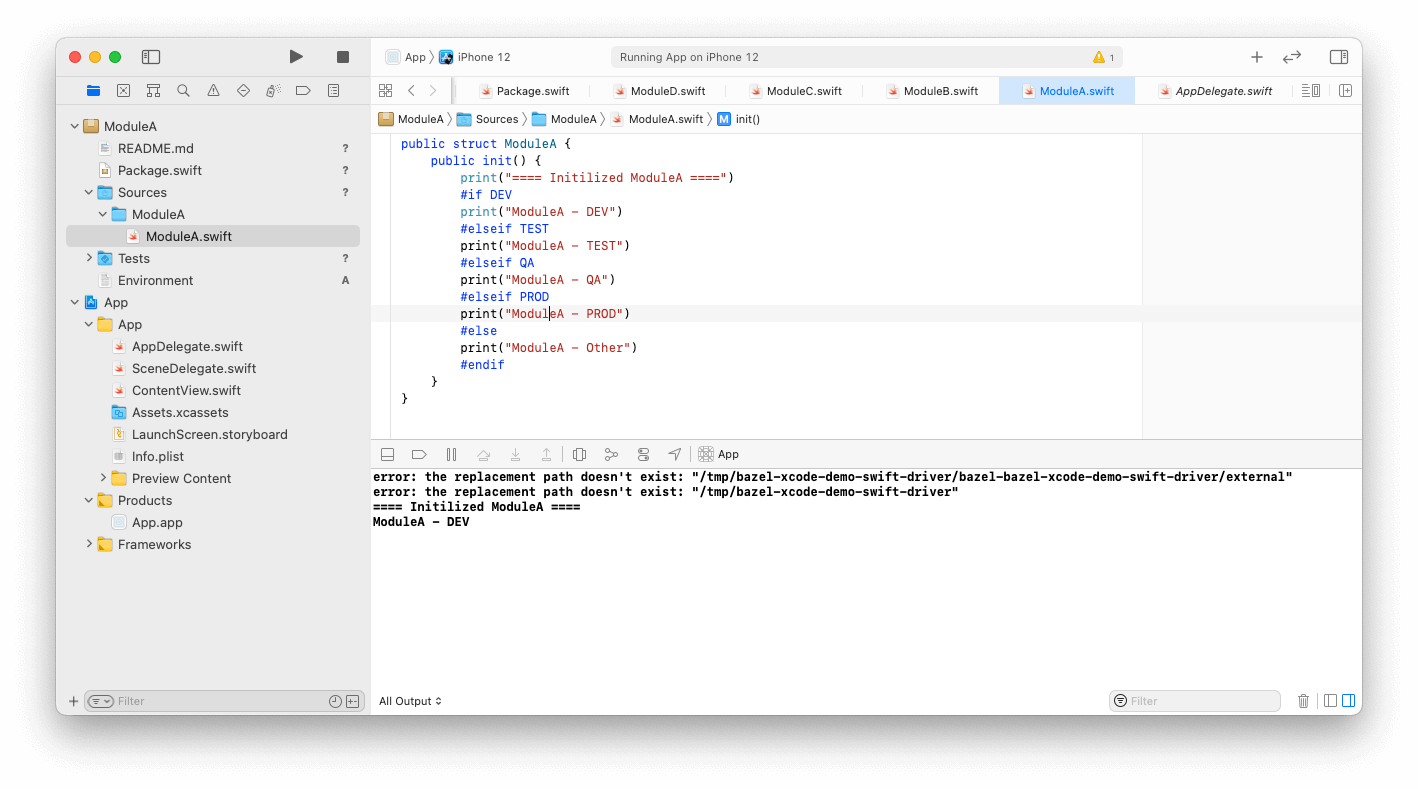 App
iPhone 12
Running App on iPhone 12
1
Package.swift
ModuleD.swift
ModuleC.swift
ModuleB.swift
ModuleA.swift
AppDelegate.swift
ModuleA
Sources
ModuleA
ModuleA.swift
M
init()
ModuleA
README.md
?
Package.swift
?
Sources
?
ModuleA
ModuleA.swift
Tests
?
Environment
A
App
App
AppDelegate.swift
SceneDelegate.swift
ContentView.swift
Assets.xcassets
LaunchScreen.storyboard
Info.plist
Preview Content
Products
App.app
Frameworks
Filter
public struct ModuleA {
public init() {
print("==== Initilized ModuleA ====")
#if DEV
print("ModuleA - DEV")
#elseif TEST
print("ModuleA - TEST")
#elseif QA
print("ModuleA - QA")
#elseif PROD
print("ModuleA - PROD")
#else
print("ModuleA - Other")
#endif
}
}
App
error: the replacement path doesn't exist: "/tmp/bazel-xcode-demo-swift-driver/bazel-bazel-xcode-demo-swift-driver/external"
error: the replacement path doesn't exist: "/tmp/bazel-xcode-demo-swift-driver"
==== Initilized ModuleA ====
ModuleA - DEV
All Output
Filter